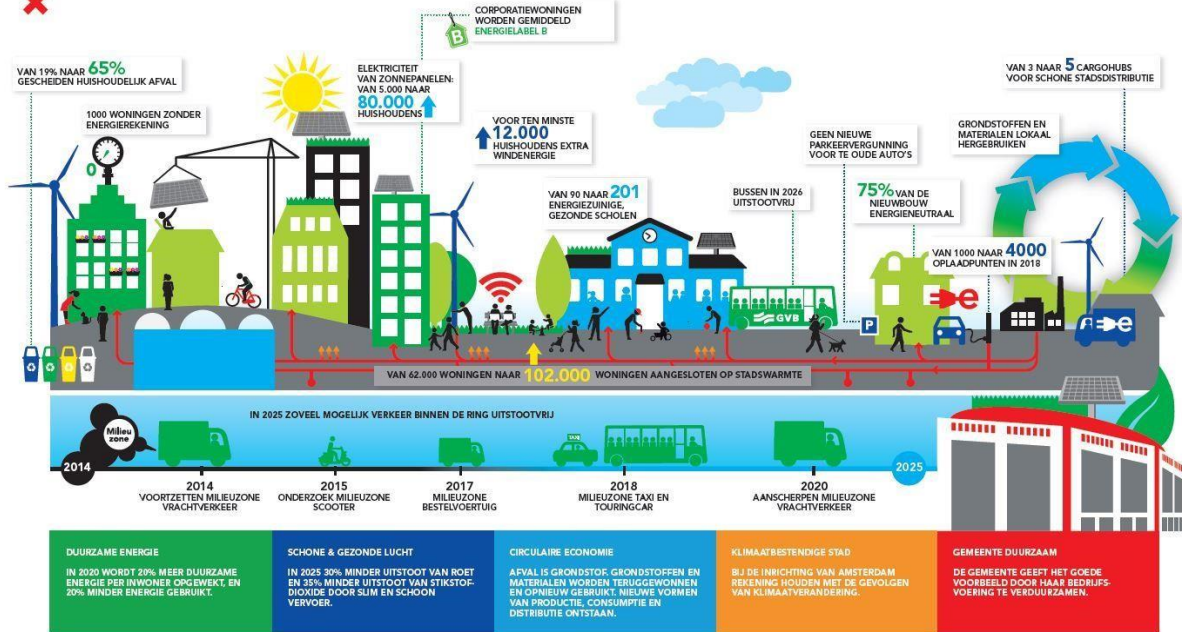 CORPORATIEWONINGEN
WORDEN GEMIDDELD
ENERGIELABEL B
B
VAN 19% NAAR 65%
GESCHEIDEN HUISHOUDELIJK AFVAL
1000 WONINGEN ZONDER
ENERGIEREKENING
0
ELEKTRICITEIT
VAN ZONNEPANELEN:
VAN 5.000 NAAR
80.000
HUISHOUDENS
VOOR TEN MINSTE
12.000
HUISHOUDENS EXTRA
WINDENERGIE
VAN 90 NAAR 201
ENERGIEZUINIGE,
GEZONDE SCHOLEN
BUSSEN IN 2026
UITSTOOTVRIJ
GEEN NIEUWE
PARKEERVERGUNNING
VOOR TE OUDE AUTO'S
75% VAN DE
NIEUWBOUW
ENERGIENEUTRAAL
VAN 3 NAAR 5 CARGOHUBS
VOOR SCHONE STADSDISTRIBUTIE
GRONDSTOFFEN EN
MATERIALEN LOKAAL
HERGEBRUIKEN
VAN 1000 NAAR 4000
OPLAADPUNTEN IN 2018
GVB
P
e
e
VAN 62.000 WONINGEN NAAR 102.000 WONINGEN AANGESLOTEN OP STADSWARMTE
IN 2025 ZOVEEL MOGELIJK VERKEER BINNEN DE RING UITSTOOTVRIJ
Milieu
zone
TAXI
2014
2025
2014
VOORTZETTEN MILIEUZONE
VRACHTVERKEER
2015
ONDERZOEK MILIEUZONE
SCOOTER
2017
MILIEUZONE
BESTELVOERTUIG
2018
MILIEUZONE TAXI EN
TOURINGCAR
2020
AANSCHERPEN MILIEUZONE
VRACHTVERKEER
DUURZAME ENERGIE
IN 2020 WORDT 20% MEER DUURZAME
ENERGIE PER INWONER OPGEWEKT, EN
20% MINDER ENERGIE GEBRUIKT.
SCHONE & GEZONDE LUCHT
IN 2025 30% MINDER UITSTOOT VAN ROET
EN 35% MINDER UITSTOOT VAN STIKSTOF-
DIOXIDE DOOR SLIM EN SCHOON
VERVOER.
CIRCULAIRE ECONOMIE
AFVAL IS GRONDSTOF. GRONDSTOFFEN EN
MATERIALEN WORDEN TERUGGEWONNEN
EN OPNIEUW GEBRUIKT. NIEUWE VORMEN
VAN PRODUCTIE, CONSUMPTIE EN
DISTRIBUTIE ONTSTAAN.
KLIMAATBESTENDIGE STAD
BIJ DE INRICHTING VAN AMSTERDAM
REKENING HOUDEN MET DE GEVOLGEN
VAN KLIMAATVERANDERING.
GEMEENTE DUURZAAM
DE GEMEENTE GEEFT HET GOEDE
VOORBEELD DOOR HAAR BEDRIJFS-
VOERING TE VERDUURZAMEN.